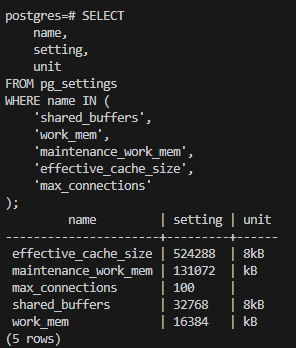 postgres=# SELECT
    name,
    setting,
    unit
FROM pg_settings
WHERE name IN (
    'shared_buffers',
    'work_mem',
    'maintenance_work_mem',
    'effective_cache_size',
    'max_connections'
);
         name         | setting | unit
----------------------+---------+------
 effective_cache_size | 524288  | 8kB
 maintenance_work_mem | 131072  | kB
 max_connections      | 100     |
 shared_buffers       | 32768   | 8kB
 work_mem             | 16384   | kB
(5 rows)